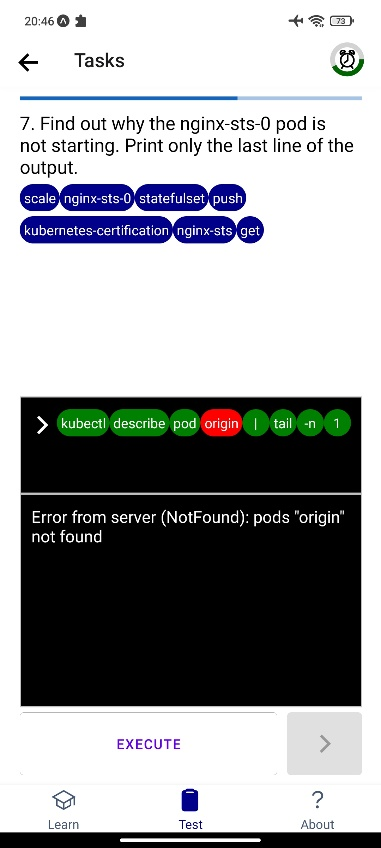 20:46
73
Tasks
7. Find out why the nginx-sts-0 pod is
not starting. Print only the last line of the
output.
scale nginx-sts-0 statefulset push
kubernetes-certification nginx-sts get
kubectl describe pod origin | tail -n 1
Error from server (NotFound): pods "origin"
not found
EXECUTE
Learn Test About